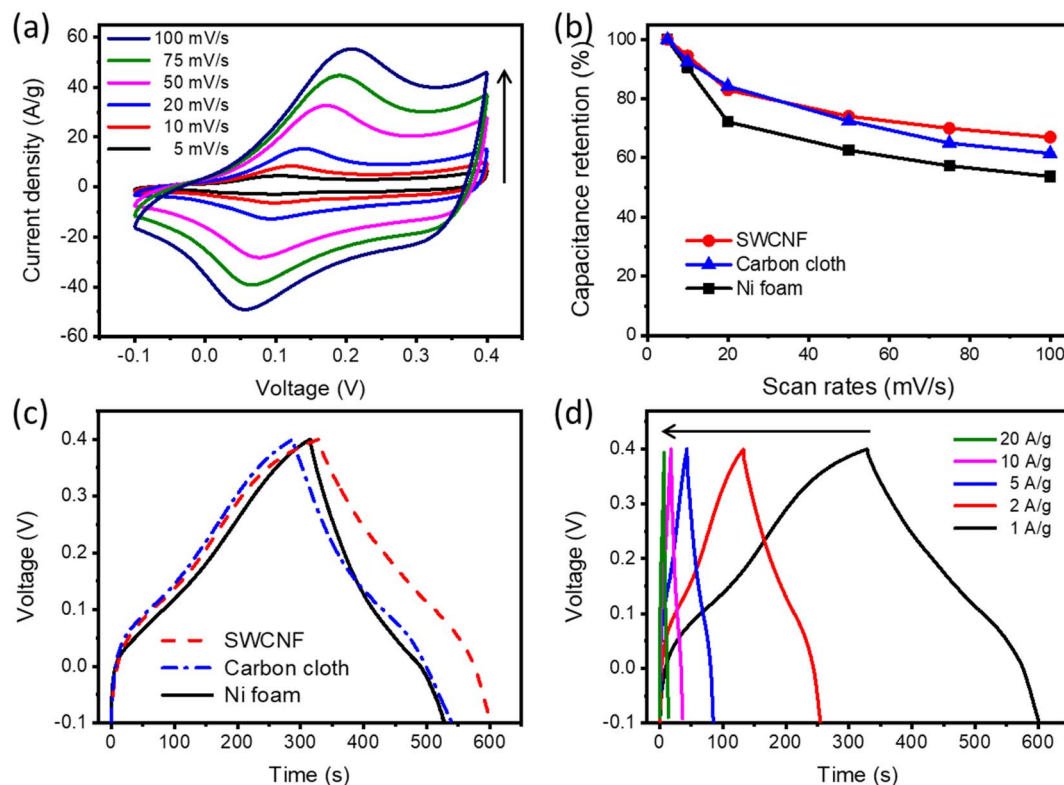 (a)
60
40
20
0
-20
-40
-60
Current density (A/g)
100 mV/s
75 mV/s
50 mV/s
20 mV/s
10 mV/s
5 mV/s
-0.1 0.0 0.1 0.2 0.3 0.4
Voltage (V)
(b)
100
80
60
40
20
0
Capacitance retention (%)
SWCNF
Carbon cloth
Ni foam
0 20 40 60 80 100
Scan rates (mV/s)
(c)
0.4
0.3
0.2
0.1
0.0
-0.1
Voltage (V)
SWCNF
Carbon cloth
Ni foam
0 100 200 300 400 500 600
Time (s)
(d)
0.4
0.3
0.2
0.1
0.0
-0.1
Voltage (V)
20 A/g
10 A/g
5 A/g
2 A/g
1 A/g
0 100 200 300 400 500 600
Time (s)